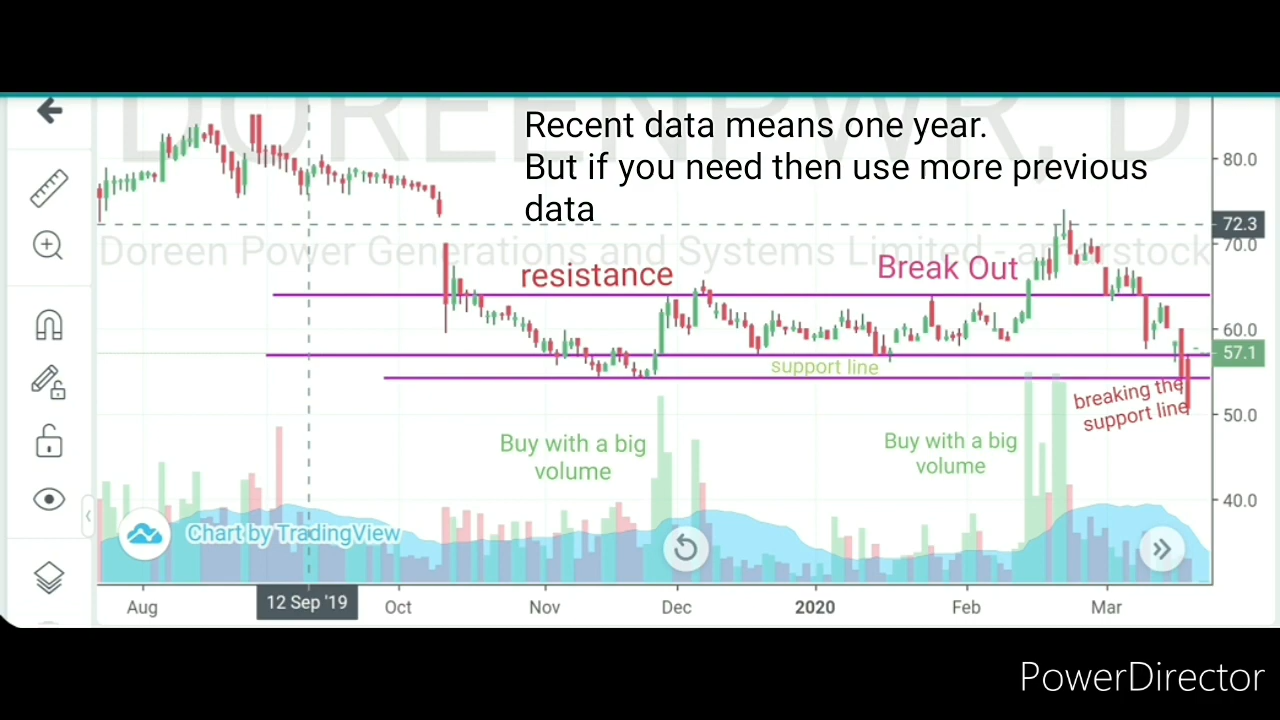 DOREENPWR, D
Recent data means one year.
But if you need then use more previous
data
80.0
72.3
70.0
Doreen Power Generations and Systems Limited - amarstock
resistance
Break Out
60.0
57.1
support line
breaking the
support line
50.0
Buy with a big
volume
Buy with a big
volume
40.0
Chart by TradingView
Aug
12 Sep '19
Oct
Nov
Dec
2020
Feb
Mar
PowerDirector